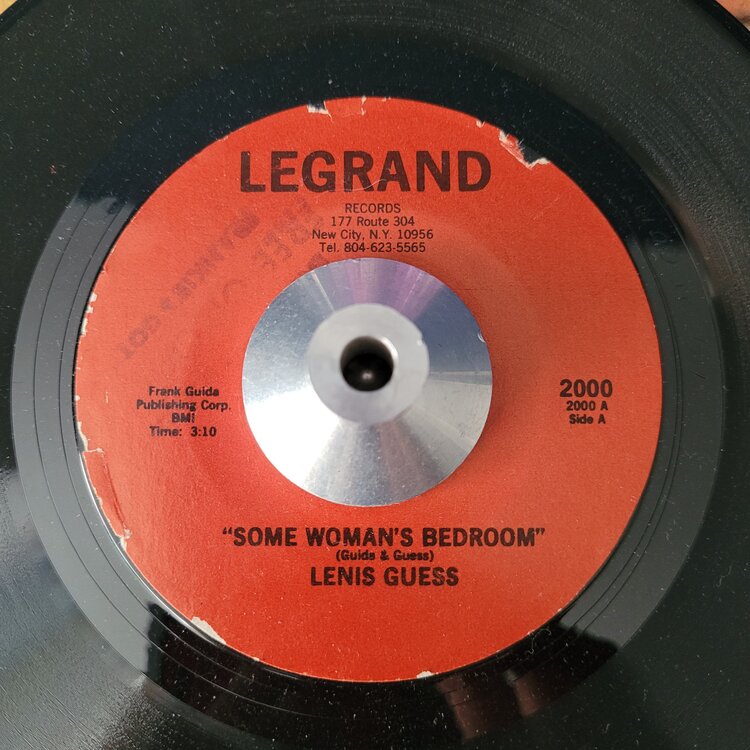 LEGRAND
RECORDS
177 Route 304
New City, N.Y. 10956
Tel. 804-623-5565
Frank Guida
Publishing Corp.
BMI
Time: 3:10
2000
2000 A
Side A
"SOME WOMAN'S BEDROOM"
(Guida & Guess)
LENIS GUESS